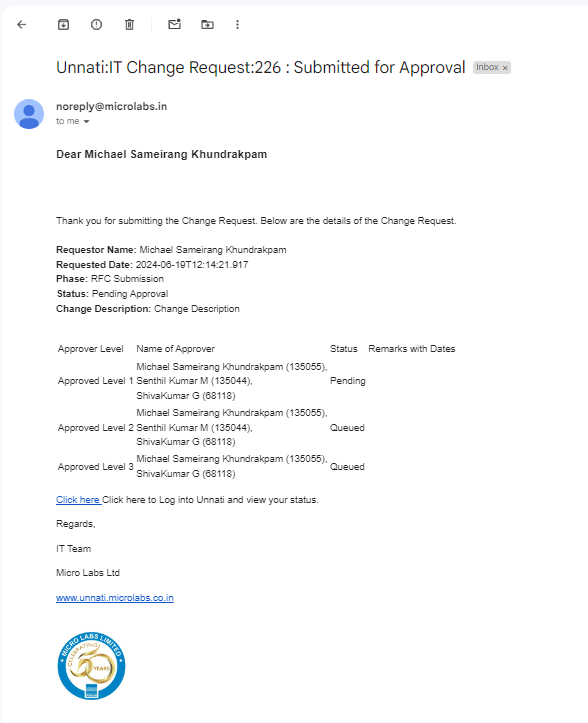 Unnati:IT Change Request:226 : Submitted for Approval Inbox ×
noreply@microlabs.in
to me
Dear Michael Sameirang Khundrakpam
Thank you for submitting the Change Request. Below are the details of the Change Request.
Requestor Name: Michael Sameirang Khundrakpam
Requested Date: 2024-06-19T12:14:21.917
Phase: RFC Submission
Status: Pending Approval
Change Description: Change Description
Approver Level Name of Approver Status Remarks with Dates
Michael Sameirang Khundrakpam (135055),
Approved Level 1 Senthil Kumar M (135044), Pending
ShivaKumar G (68118)
Michael Sameirang Khundrakpam (135055),
Approved Level 2 Senthil Kumar M (135044), Queued
ShivaKumar G (68118)
Michael Sameirang Khundrakpam (135055),
Approved Level 3 Queued
ShivaKumar G (68118)
Click here Click here to Log into Unnati and view your status.
Regards,
IT Team
Micro Labs Ltd
www.unnati.microlabs.co.in
MICRO LABS LIMITED
CELEBRATING
50 YEARS